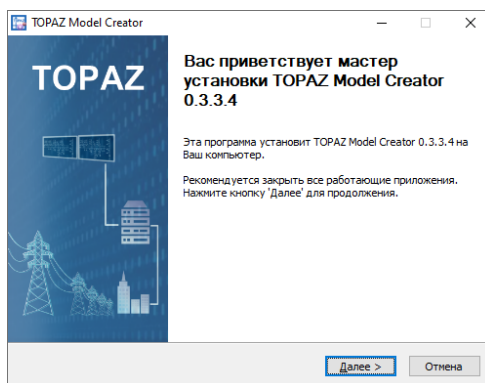 TOPAZ Model Creator
TOPAZ
Вас приветствует мастер
установки TOPAZ Model Creator
0.3.3.4
Эта программа установит TOPAZ Model Creator 0.3.3.4 на
Ваш компьютер.
Рекомендуется закрыть все работающие приложения.
Нажмите кнопку 'Далее' для продолжения.
Далее >
Отмена